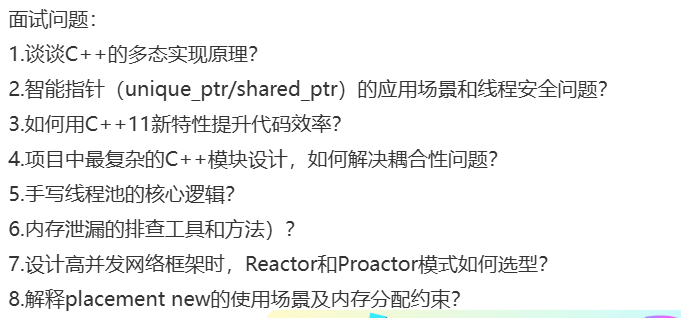 面试问题：
1.谈谈C++的多态实现原理？
2.智能指针（unique_ptr/shared_ptr）的应用场景和线程安全问题？
3.如何用C++11新特性提升代码效率？
4.项目中最复杂的C++模块设计，如何解决耦合性问题？
5.手写线程池的核心逻辑？
6.内存泄漏的排查工具和方法）？
7.设计高并发网络框架时，Reactor和Proactor模式如何选型？
8.解释placement new的使用场景及内存分配约束？